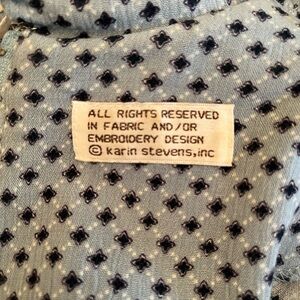 ALL RIGHTS RESERVED
IN FABRIC AND/OR
EMBROIDERY DESIGN
© karin stevens, inc